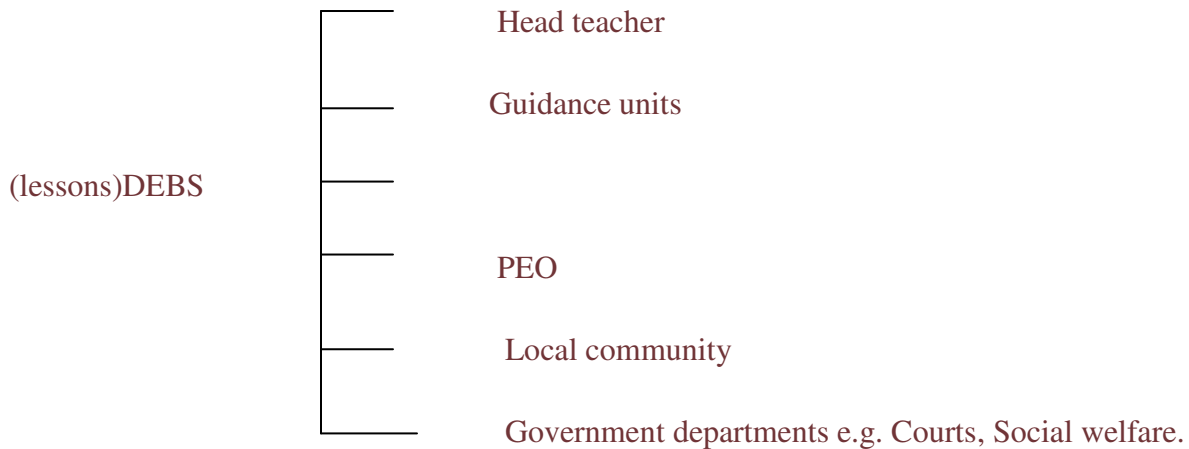 Head teacher
Guidance units
(lessons)DEBS
PEO
Local community
Government departments e.g. Courts, Social welfare.